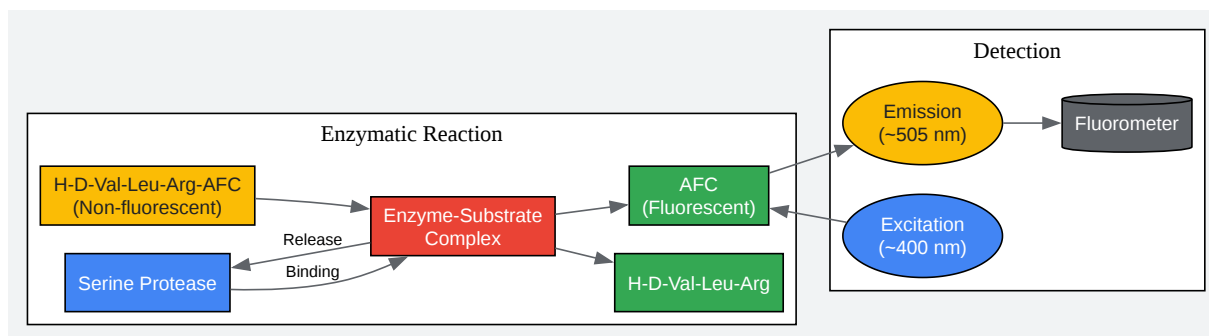 Enzymatic Reaction
H-D-Val-Leu-Arg-AFC
(Non-fluorescent)
Serine Protease
Release
Binding
Enzyme-Substrate
Complex
AFC
(Fluorescent)
H-D-Val-Leu-Arg
Detection
Emission
(~505 nm)
Fluorometer
Excitation
(~400 nm)